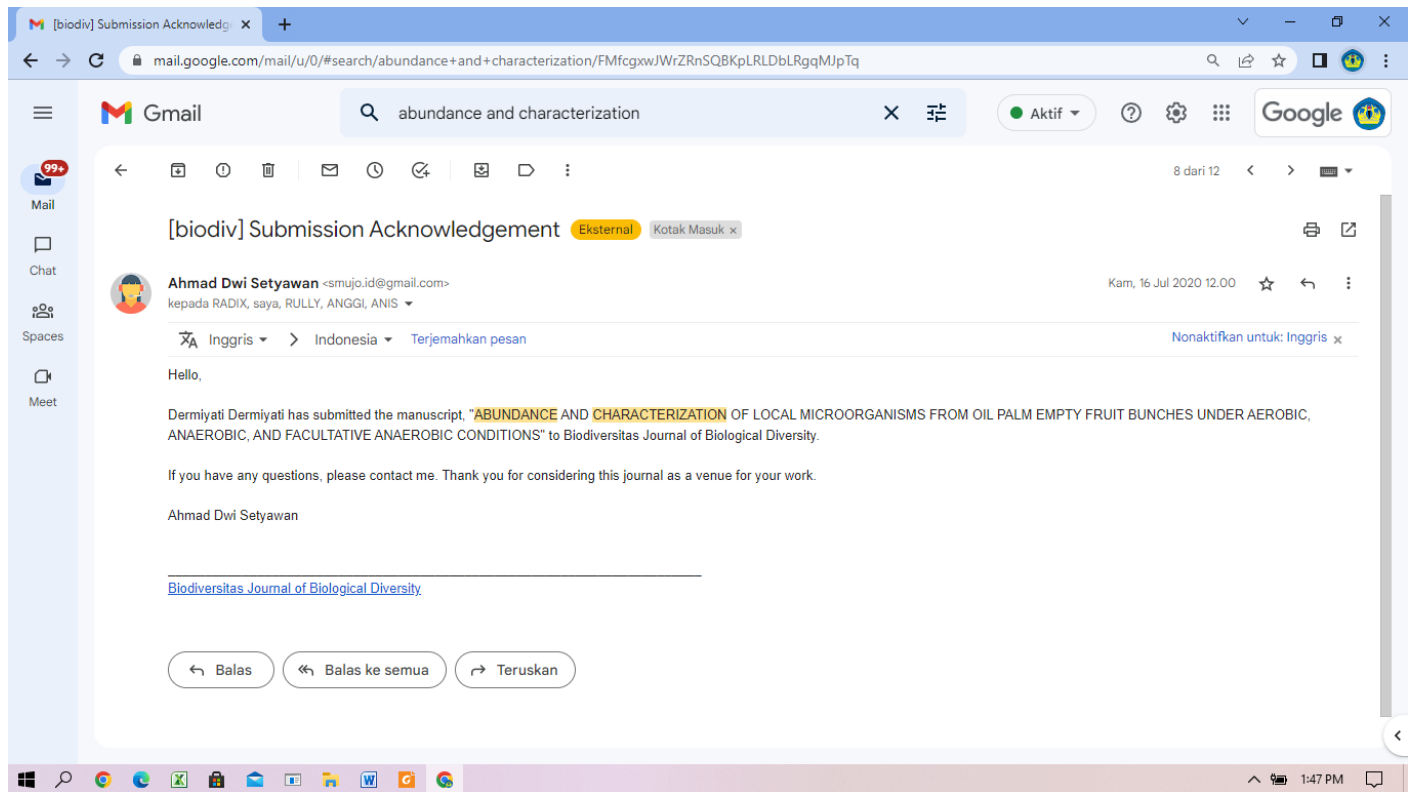 [biodiv] Submission Acknowledg
mail.google.com/mail/u/0/#search/abundance+and+characterization/FMfcgxwJWrZRnSQBKpLRLDbLRgqMJpTq
Gmail
abundance and characterization
Aktif
Google
99+
Mail
Chat
Spaces
Meet
8 dari 12
[biodiv] Submission Acknowledgement Eksternal Kotak Masuk ×
Ahmad Dwi Setyawan <smujo.id@gmail.com> Kam, 16 Jul 2020 12.00
kepada RADIX, saya, RULLY, ANGGI, ANIS
Inggris > Indonesia Terjemahkan pesan Nonaktifkan untuk: Inggris ×
Hello,
Dermiyati Dermiyati has submitted the manuscript, "ABUNDANCE AND CHARACTERIZATION OF LOCAL MICROORGANISMS FROM OIL PALM EMPTY FRUIT BUNCHES UNDER AEROBIC,
ANAEROBIC, AND FACULTATIVE ANAEROBIC CONDITIONS" to Biodiversitas Journal of Biological Diversity.
If you have any questions, please contact me. Thank you for considering this journal as a venue for your work.
Ahmad Dwi Setyawan
Biodiversitas Journal of Biological Diversity
Balas Balas ke semua Teruskan
1:47 PM